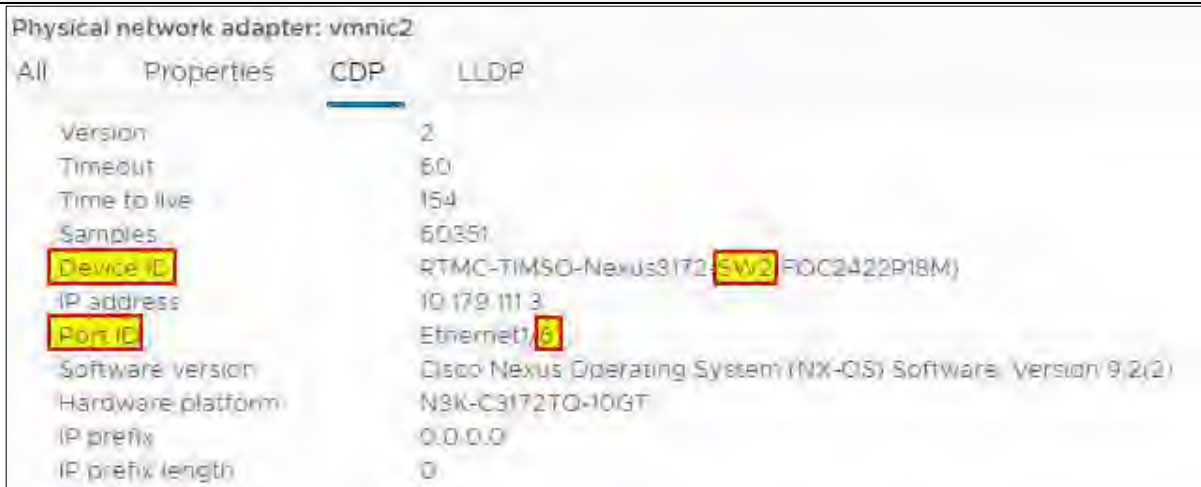 Physical network adapter: vmnic2
All Properties CDP LLDP
Version 2
Timeout 60
Time to live 154
Samples 60351
Device ID RTMC-TIMSO-Nexus3172-SW2(FOC2422R18M)
IP address 10.179.111.3
Port ID Ethernet1/6
Software version Cisco Nexus Operating System (NX-OS) Software, Version 9.2(2)
Hardware platform N3K-C3172TQ-10GT
IP prefix 0.0.0.0
IP prefix length 0